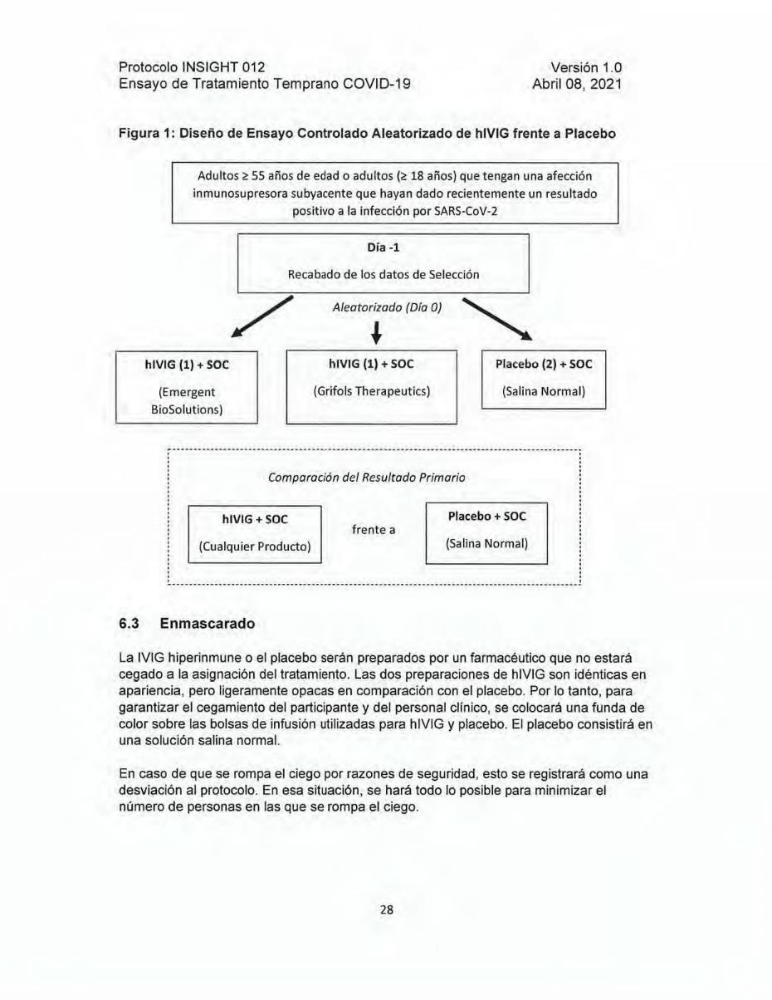 Protocolo INSIGHT 012
Versión 1.0
Ensayo de Tratamiento Temprano COVID-19
Abril 08, 2021
Figura 1: Diseño de Ensayo Controlado Aleatorizado de hIVIG frente a Placebo
Adultos ≥ 55 años de edad o adultos (≥ 18 años) que tengan una afección
inmunosupresora subyacente que hayan dado recientemente un resultado
positivo a la infección por SARS-CoV-2
Día -1
Recabado de los datos de Selección
Aleatorizado (Día 0)
hIVIG (1) + SOC
(Emergent
BioSolutions)
hIVIG (1) + SOC
(Grifols Therapeutics)
Placebo (2) + SOC
(Salina Normal)
Comparación del Resultado Primario
hIVIG + SOC
(Cualquier Producto)
frente a
Placebo + SOC
(Salina Normal)
6.3 Enmascarado
La IVIG hiperinmune o el placebo serán preparados por un farmacéutico que no estará
cegado a la asignación del tratamiento. Las dos preparaciones de hIVIG son idénticas en
apariencia, pero ligeramente opacas en comparación con el placebo. Por lo tanto, para
garantizar el cegamiento del participante y del personal clínico, se colocará una funda de
color sobre las bolsas de infusión utilizadas para hIVIG y placebo. El placebo consistirá en
una solución salina normal.
En caso de que se rompa el ciego por razones de seguridad, esto se registrará como una
desviación al protocolo. En esa situación, se hará todo lo posible para minimizar el
número de personas en las que se rompa el ciego.
28